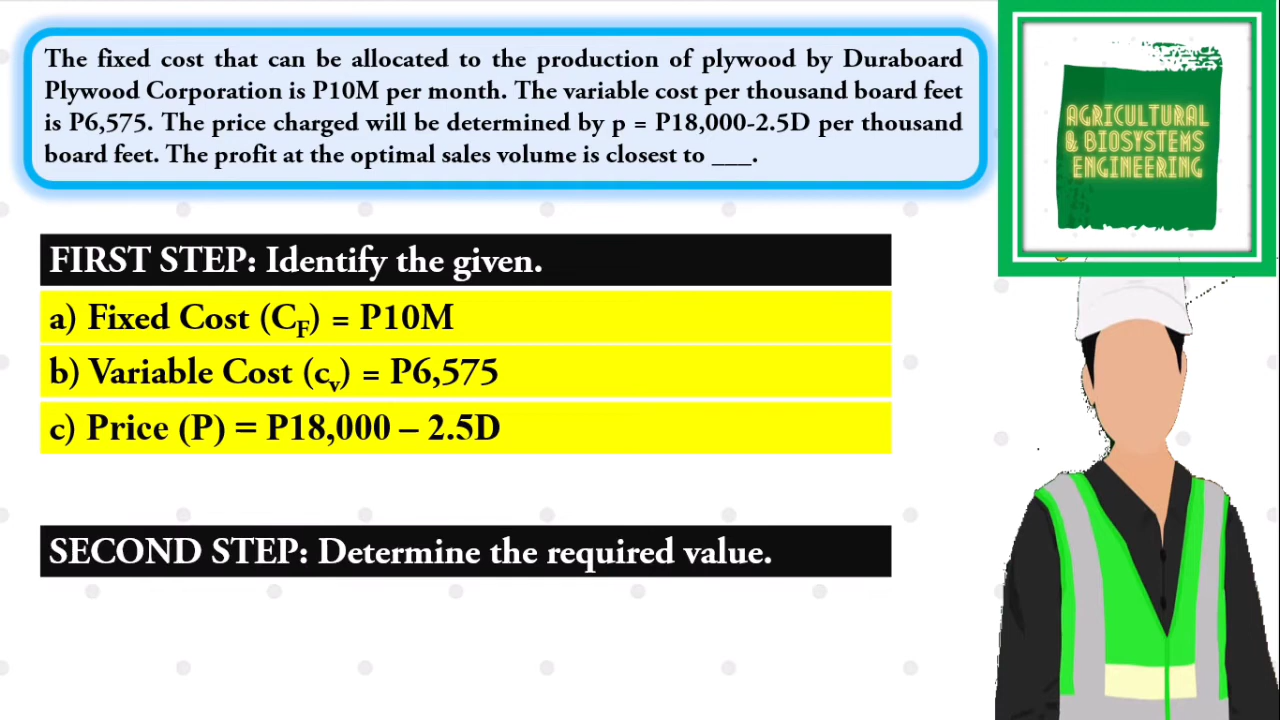 The fixed cost that can be allocated to the production of plywood by Duraboard
Plywood Corporation is P10M per month. The variable cost per thousand board feet
is P6,575. The price charged will be determined by p = P18,000-2.5D per thousand
board feet. The profit at the optimal sales volume is closest to ___.
AGRICULTURAL
& BIOSYSTEMS
ENGINEERING
FIRST STEP: Identify the given.
a) Fixed Cost (CF) = P10M
b) Variable Cost (cv) = P6,575
c) Price (P) = P18,000 – 2.5D
SECOND STEP: Determine the required value.